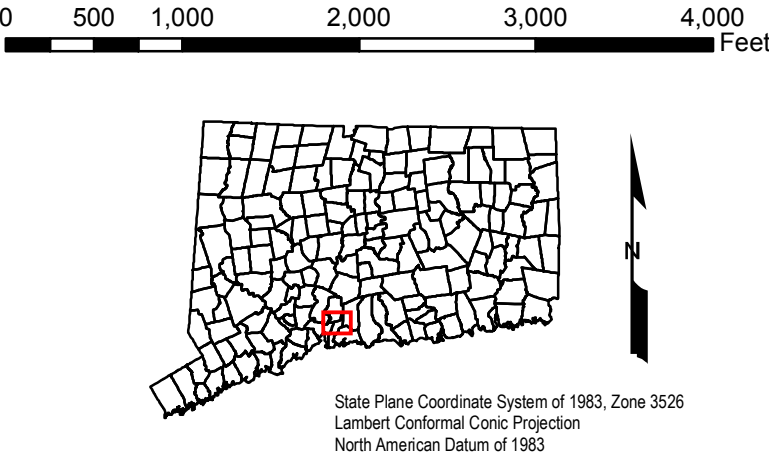 0 500 1,000 2,000 3,000 4,000
Feet
N
State Plane Coordinate System of 1983, Zone 3526
Lambert Conformal Conic Projection
North American Datum of 1983